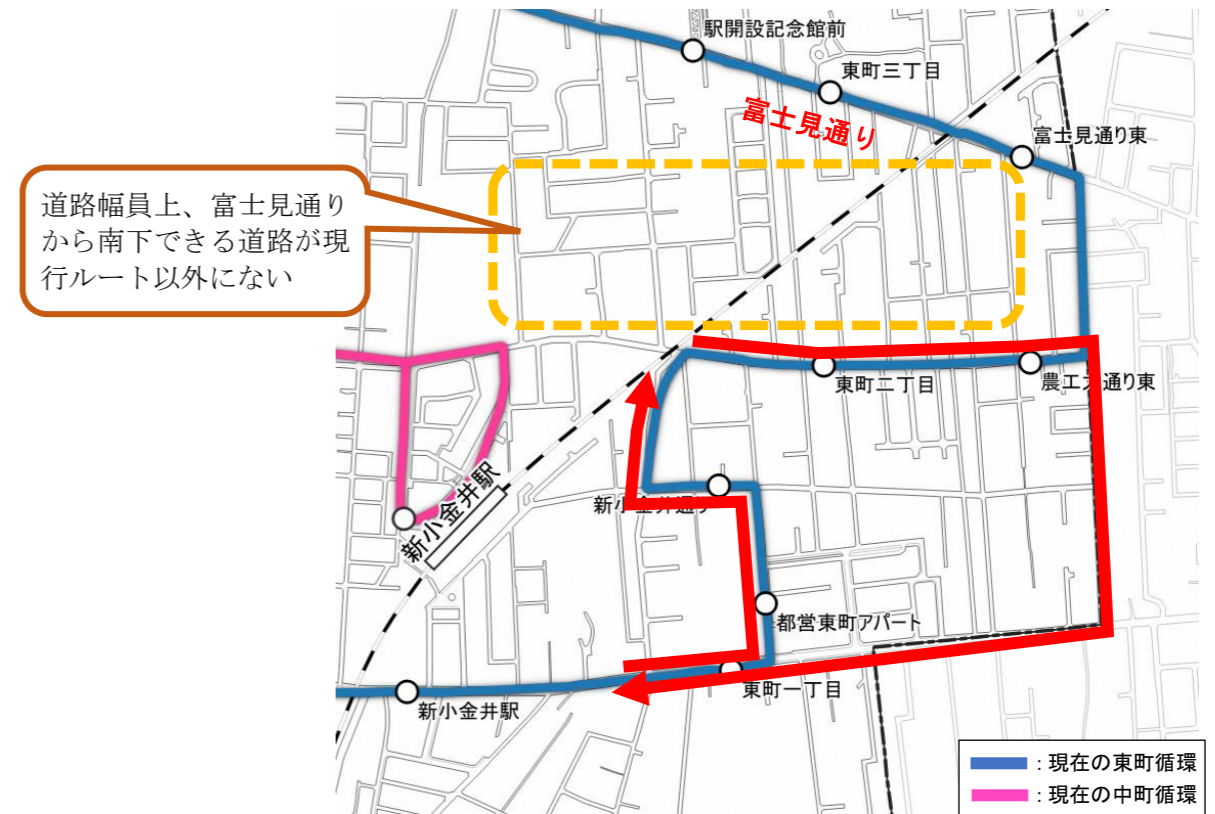 駅開設記念館前
東町三丁目
富士見通り
富士見通り東
道路幅員上、富士見通り
から南下できる道路が現
行ルート以外にない
東町二丁目
農工大通り東
新小金井通り
新小金井駅
都営東町アパート
東町一丁目
新小金井駅
：現在の東町循環
：現在の中町循環